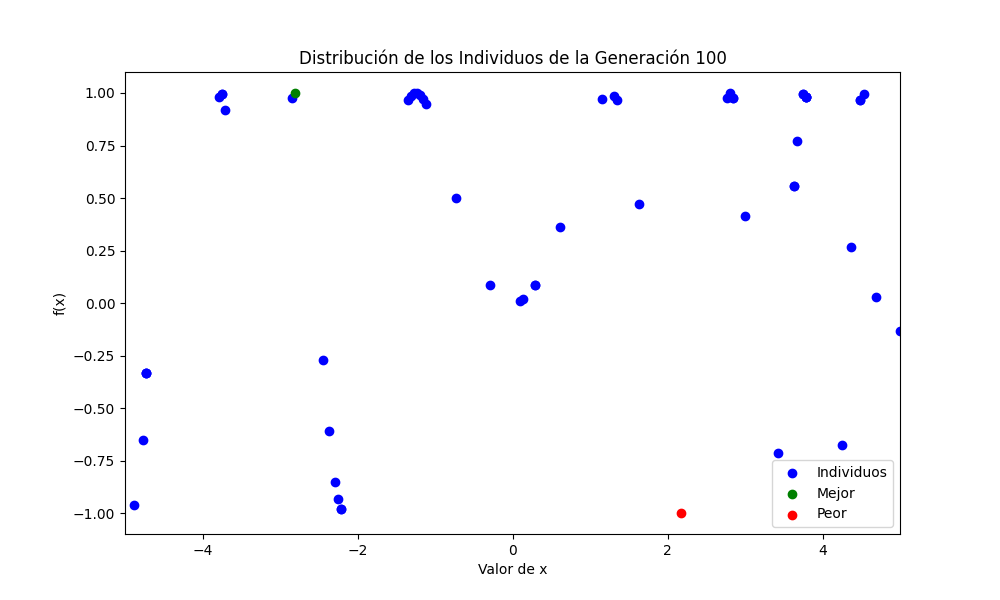 Distribución de los Individuos de la Generación 100
1.00
0.75
0.50
0.25
0.00
−0.25
−0.50
−0.75
−1.00
f(x)
−4
−2
0
2
4
Valor de x
Individuos
Mejor
Peor